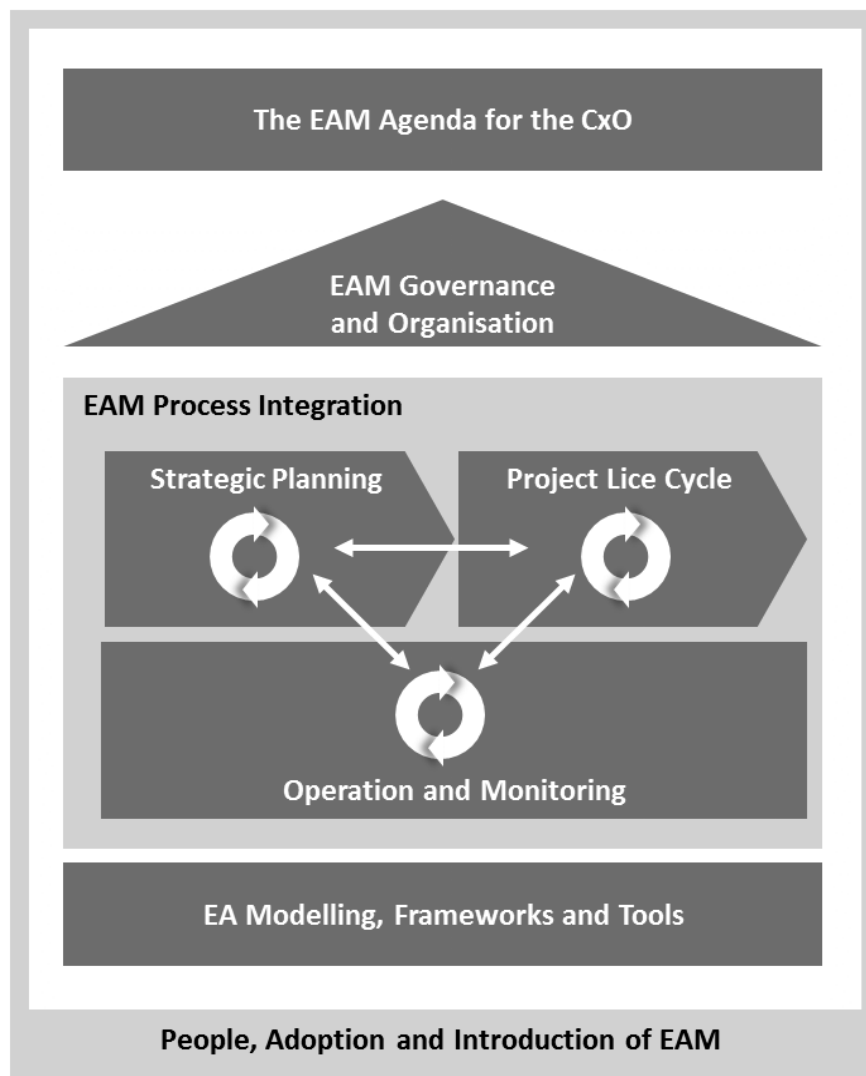 The EAM Agenda for the CxO
EAM Governance
and Organisation
EAM Process Integration
Strategic Planning
Project Lice Cycle
Operation and Monitoring
EA Modelling, Frameworks and Tools
People, Adoption and Introduction of EAM